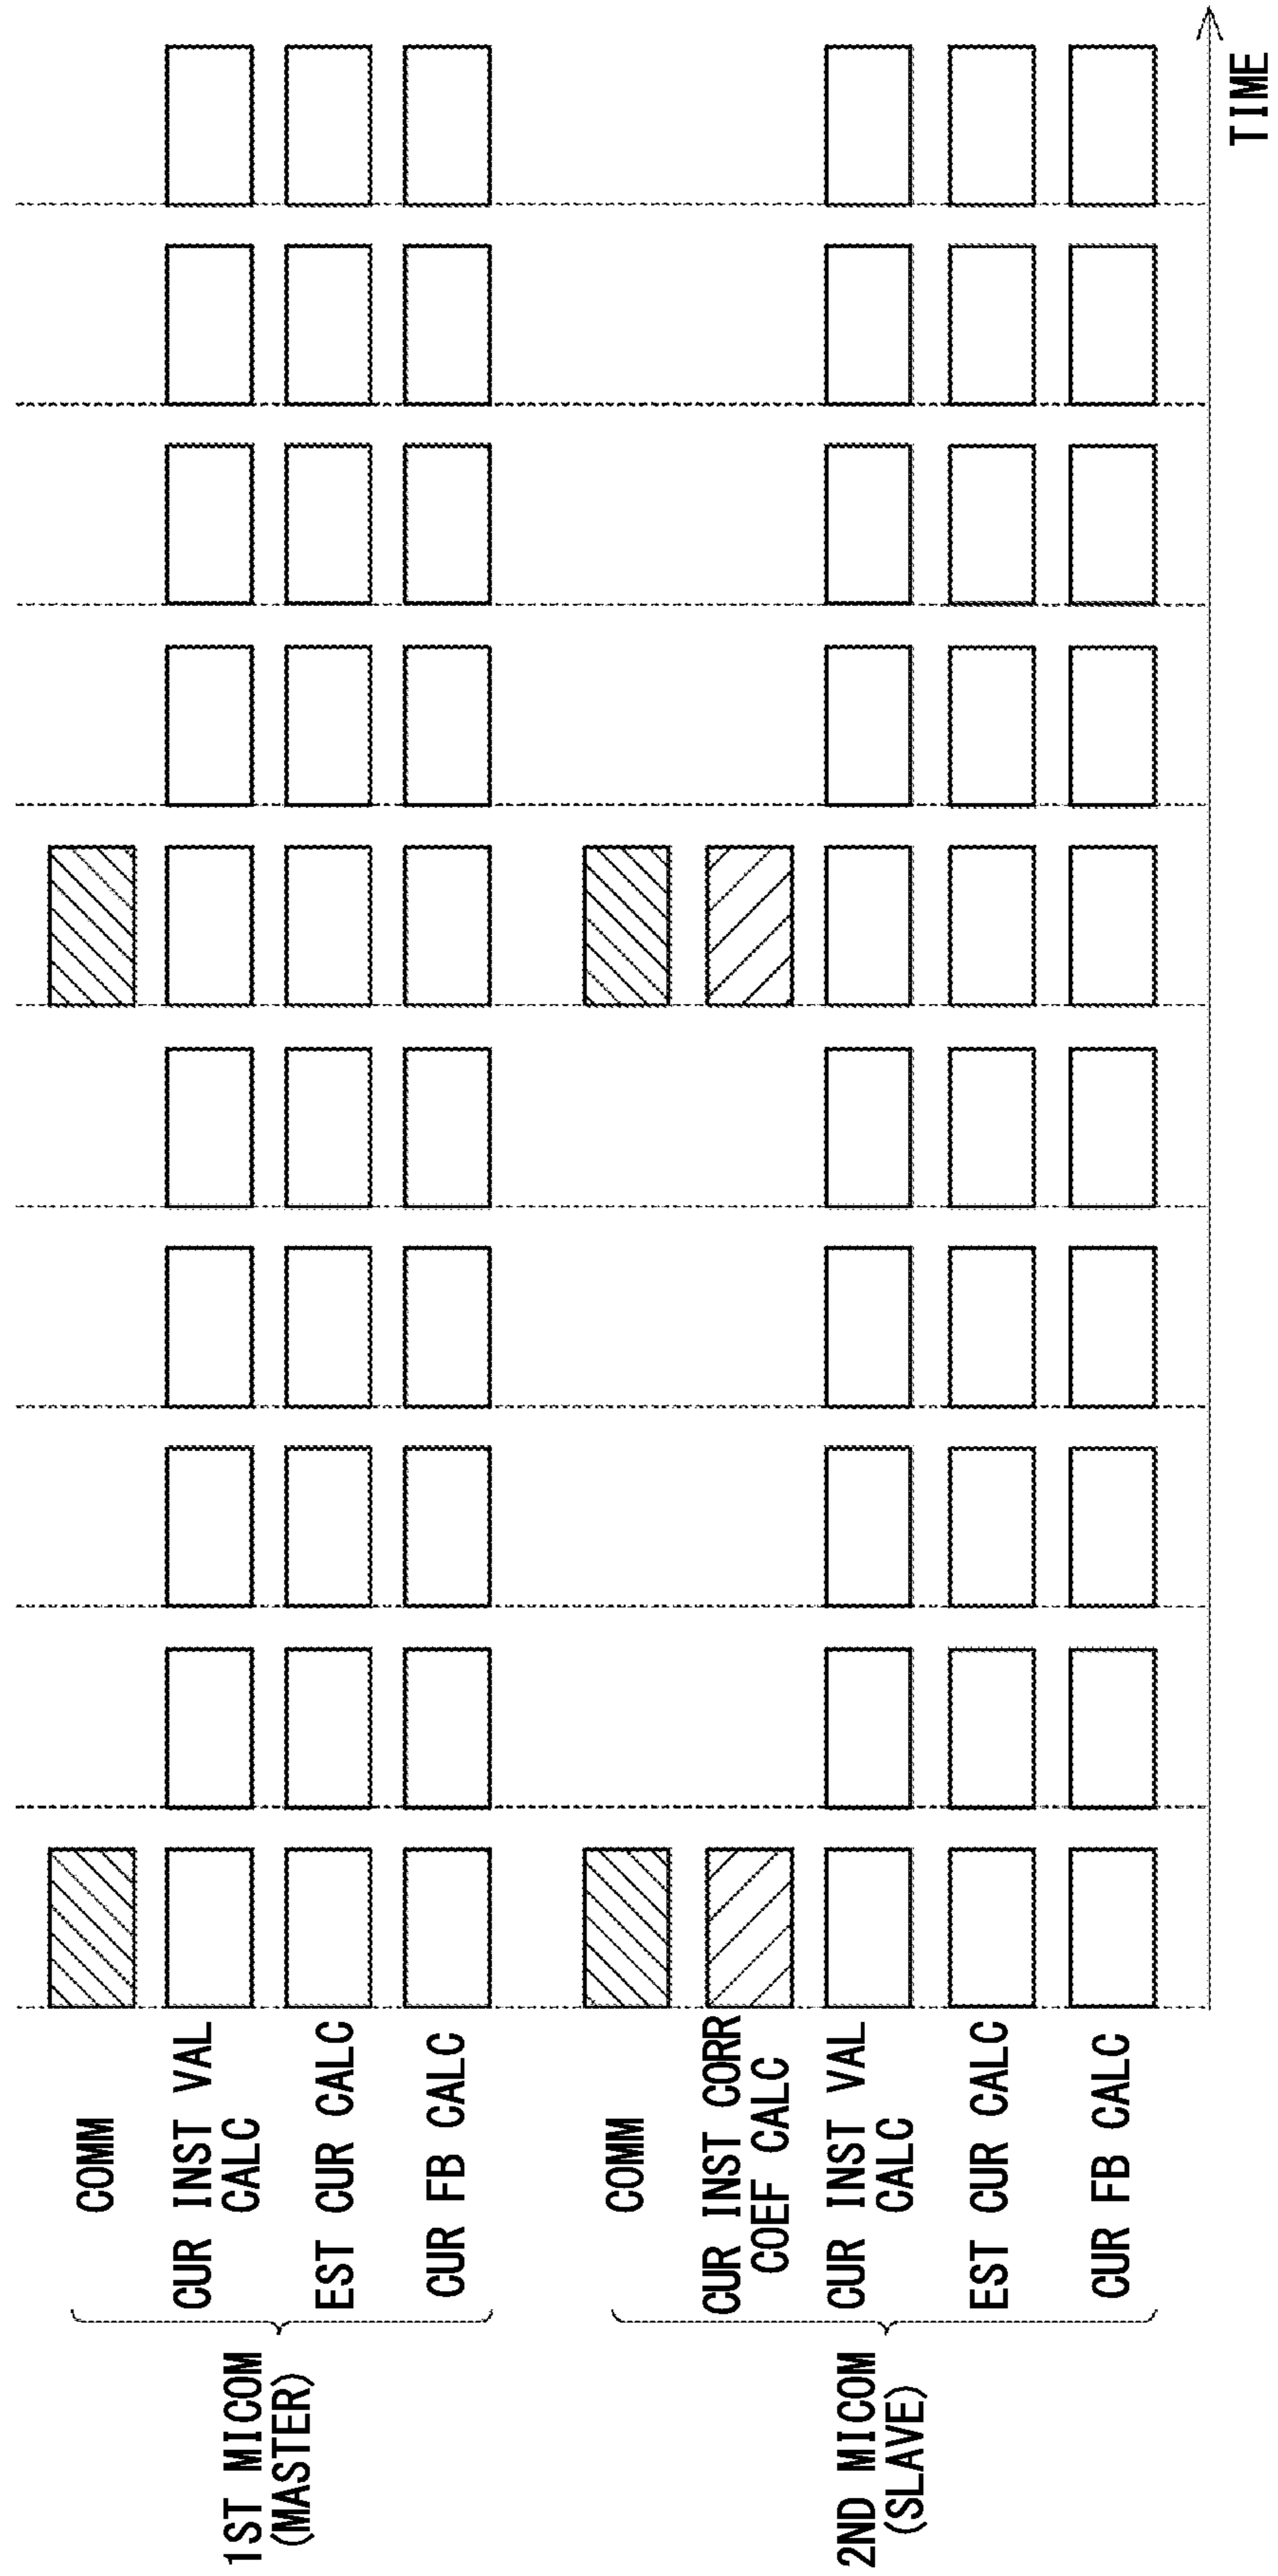 1ST MICOM
(MASTER)
COMM
CUR INST VAL
CALC
EST CUR CALC
CUR FB CALC
2ND MICOM
(SLAVE)
COMM
CUR INST CORR
COEF CALC
CUR INST VAL
CALC
EST CUR CALC
CUR FB CALC
TIME